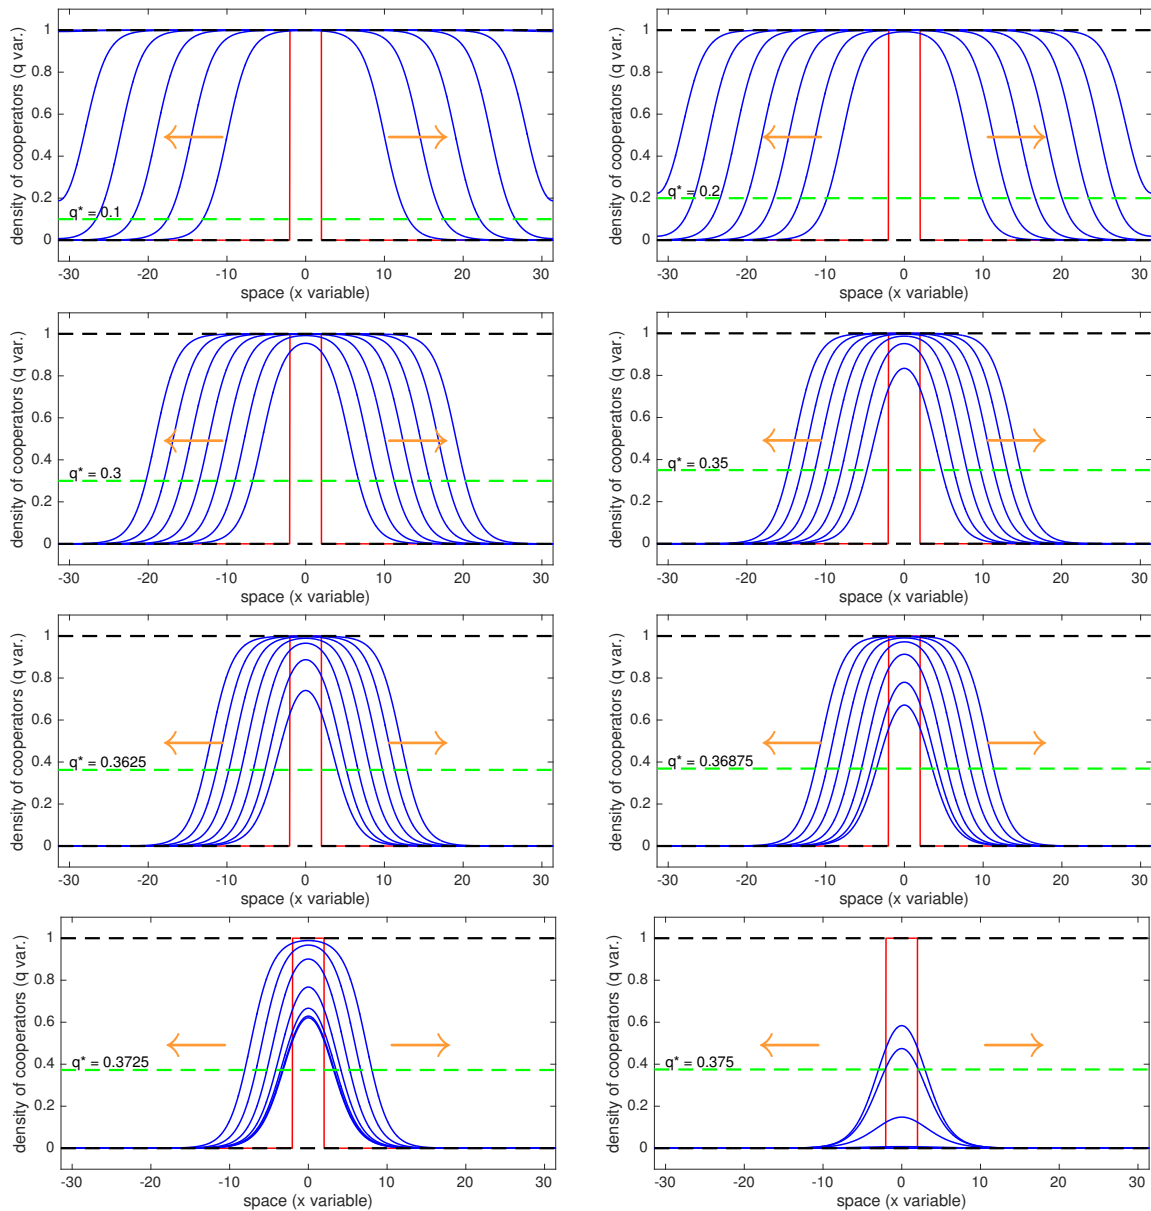 density of cooperators (q var.)
1
0.8
0.6
0.4
0.2
0
q* = 0.1
-30 -20 -10 0 10 20 30
space (x variable)
density of cooperators (q var.)
1
0.8
0.6
0.4
0.2
0
q* = 0.2
-30 -20 -10 0 10 20 30
space (x variable)
density of cooperators (q var.)
1
0.8
0.6
0.4
0.2
0
q* = 0.3
-30 -20 -10 0 10 20 30
space (x variable)
density of cooperators (q var.)
1
0.8
0.6
0.4
0.2
0
q* = 0.35
-30 -20 -10 0 10 20 30
space (x variable)
density of cooperators (q var.)
1
0.8
0.6
0.4
0.2
0
q* = 0.3625
-30 -20 -10 0 10 20 30
space (x variable)
density of cooperators (q var.)
1
0.8
0.6
0.4
0.2
0
q* = 0.36875
-30 -20 -10 0 10 20 30
space (x variable)
density of cooperators (q var.)
1
0.8
0.6
0.4
0.2
0
q* = 0.3725
-30 -20 -10 0 10 20 30
space (x variable)
density of cooperators (q var.)
1
0.8
0.6
0.4
0.2
0
q* = 0.375
-30 -20 -10 0 10 20 30
space (x variable)